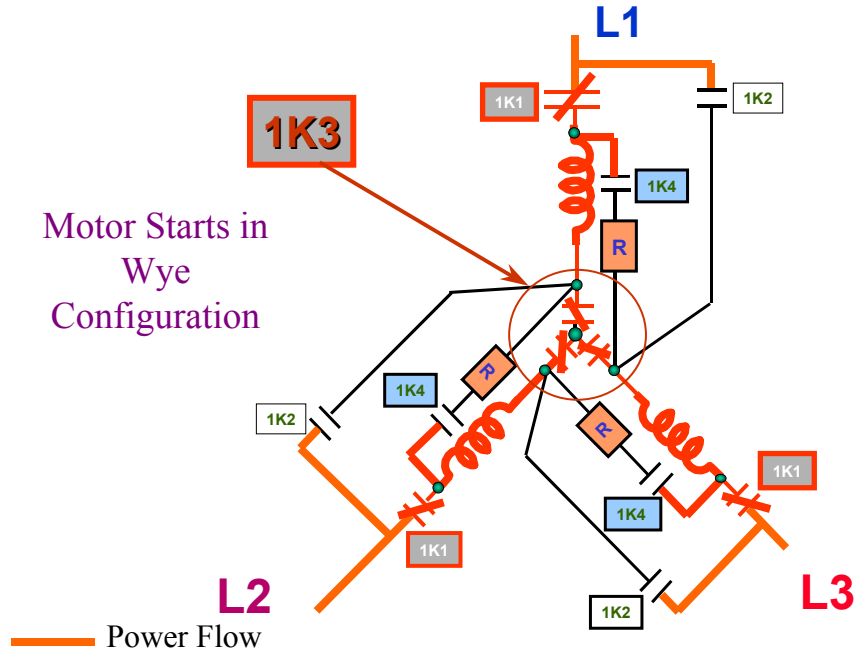 L1
1K1
1K2
1K3
1K4
R
Motor Starts in
Wye
Configuration
R
1K4
1K2
R
1K1
1K4
1K1
L2
1K2
L3
Power Flow